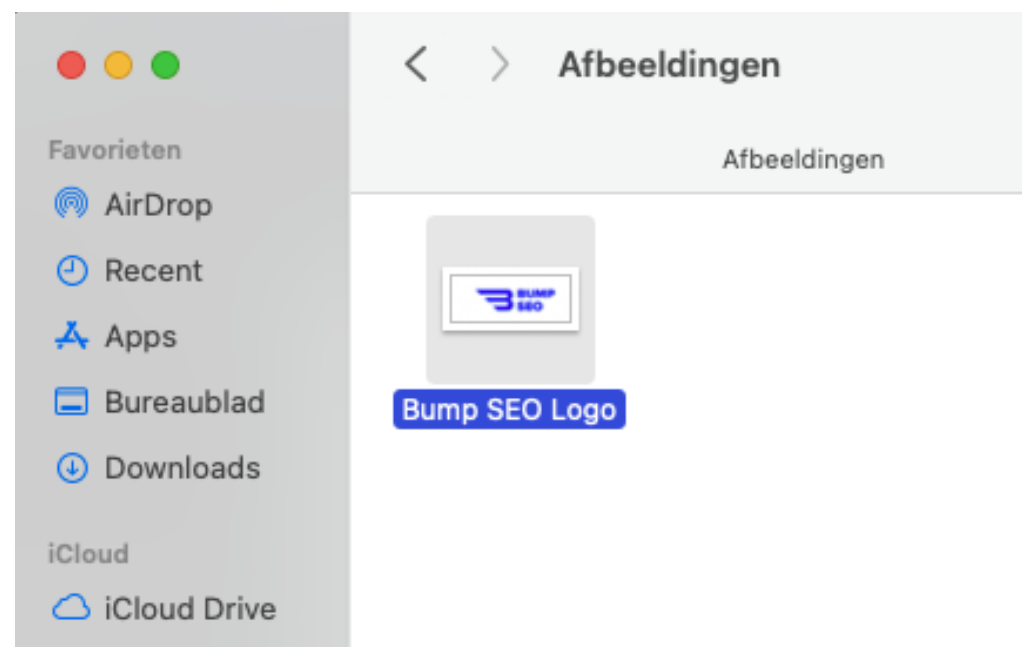 Afbeeldingen
Favorieten
Afbeeldingen
AirDrop
Recent
Apps
Bureaublad
Downloads
iCloud
iCloud Drive
BUMP
SEO
Bump SEO Logo